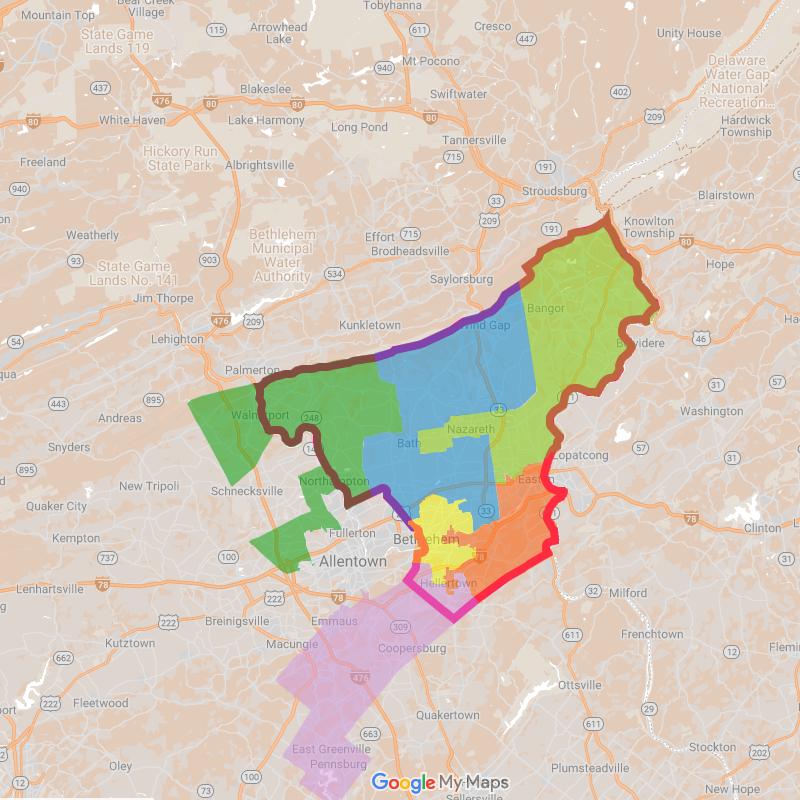 Bear Creek
Village
Tobyhanna
Mountain Top
State Game
Lands 119
115
Arrowhead
Lake
611
Cresco
447
Unity House
Mt Pocono
940
Delaware
Water Gap
National
Recreation...
437
Blakeslee
Swiftwater
402
476
80
80
80
80
White Haven
Lake Harmony
Long Pond
209
Hardwick
Township
Tannersville
Freeland
Hickory Run
State Park
Albrightsville
715
191
940
Stroudsburg
Blairstown
33
209
191
Knowlton
Township
Weatherly
Bethlehem
Municipal
Water
Authority
Effort
715
Brodheadsville
80
93
903
State Game
Lands No. 141
534
Saylorsburg
Hope
Jim Thorpe
Bangor
476
209
Kunkletown
Wind Gap
Lehighton
46
Belvidere
Palmerton
31
57
895
443
Andreas
Walnutport
248
33
31
Washington
Nazareth
Snyders
Bath
57
895
Lopatcong
New Tripoli
Schnecksville
Northampton
Easton
31
Quaker City
33
78
Clinton
Kempton
Fullerton
Bethlehem
737
100
Allentown
78
Lenhartsville
78
Hellertown
222
32
Milford
222
Breinigsville
Emmaus
309
611
Frenchtown
Kutztown
Macungie
Coopersburg
662
12
Flemin
476
Ottsville
222
Fleetwood
29
Quakertown
611
663
Stockton
202
East Greenville
Pennsburg
Oley
Plumsteadville
12
73
100
Google My Maps
Sellersville
New Hope